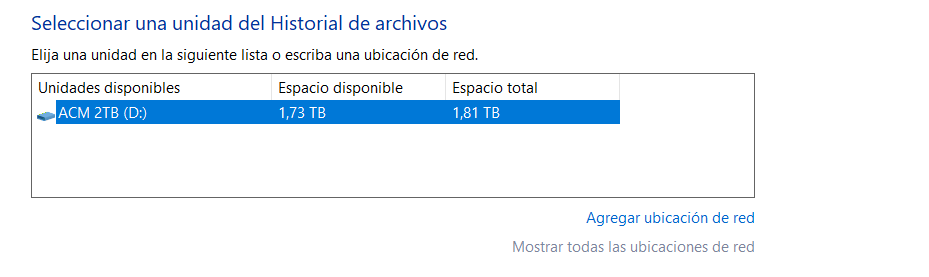 Seleccionar una unidad del Historial de archivos
Elija una unidad en la siguiente lista o escriba una ubicación de red.
Unidades disponibles Espacio disponible Espacio total
ACM 2TB (D:) 1,73 TB 1,81 TB
Agregar ubicación de red
Mostrar todas las ubicaciones de red